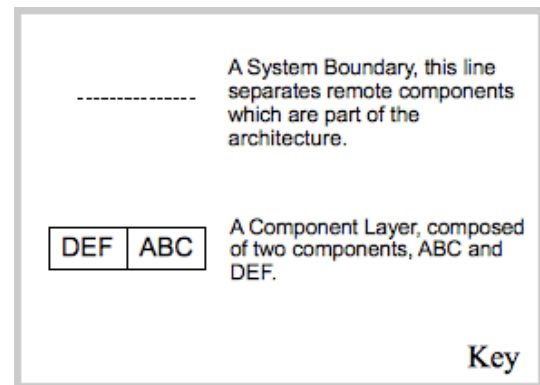 A System Boundary, this line
separates remote components
which are part of the
architecture.
DEF ABC
A Component Layer, composed
of two components, ABC and
DEF.
Key